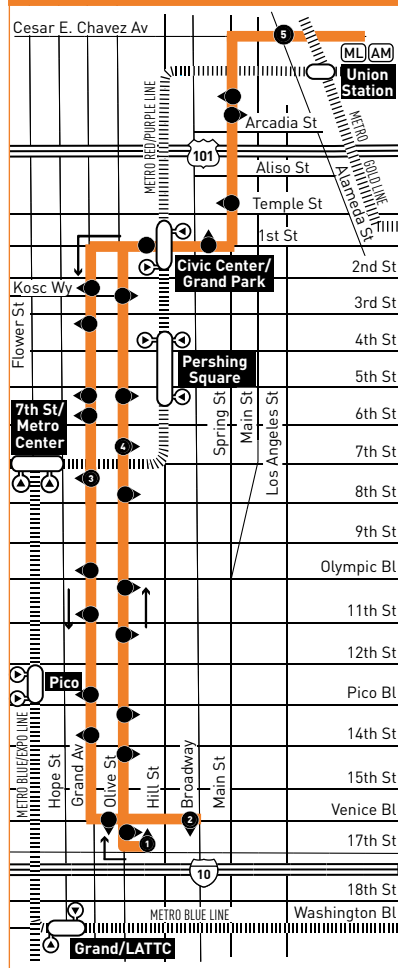 Cesar E. Chavez Av
5
ML AM
Union
Station
METRO RED/PURPLE LINE
METRO
GOLD LINE
Arcadia St
101
Aliso St
Alameda St
Temple St
1st St
Civic Center/
Grand Park
2nd St
Kosc Wy
3rd St
Flower St
4th St
Pershing
Square
5th St
7th St/
Metro
Center
Spring St
Main St
Los Angeles St
6th St
4
7th St
3
8th St
9th St
Olympic Bl
11th St
12th St
Pico
Pico Bl
14th St
METRO BLUE/EXPO LINE
Hope St
Grand Av
Olive St
Hill St
Broadway
Main St
15th St
Venice Bl
2
1
17th St
10
18th St
METRO BLUE LINE
Washington Bl
Grand/LATTC